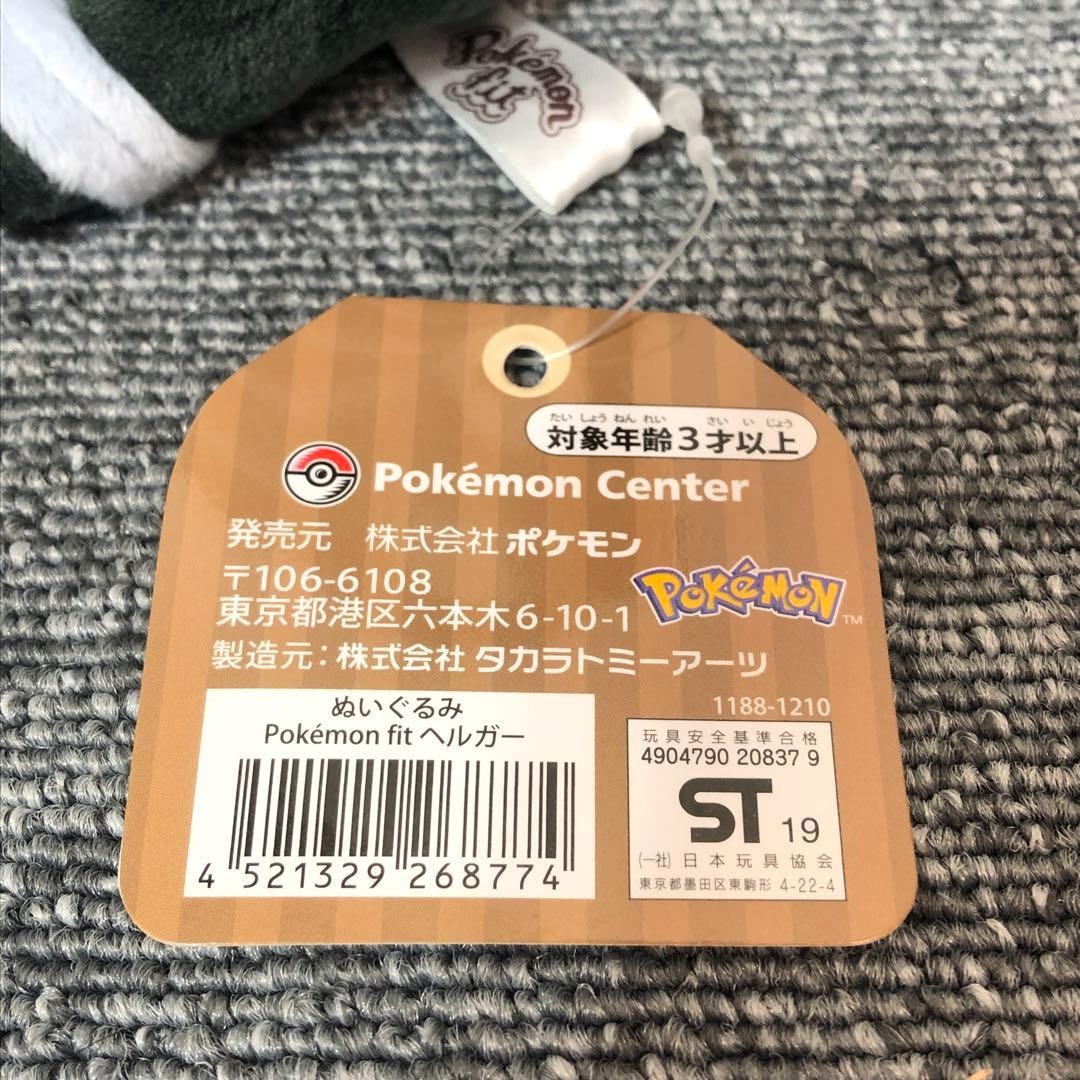 Pokémon
fit
たいしょうねんれい さいいじょう
対象年齢3才以上
Pokémon Center
発売元 株式会社 ポケモン
〒106-6108
東京都港区六本木6-10-1
POKéMON™
製造元:株式会社 タカラトミーアーツ
1188-1210
ぬいぐるみ
Pokémon fit ヘルガー
4 521329 268774
玩具安全基準合格
4904790 20837 9
ST 19
(一社)日本玩具協会
東京都墨田区東駒形 4-22-4